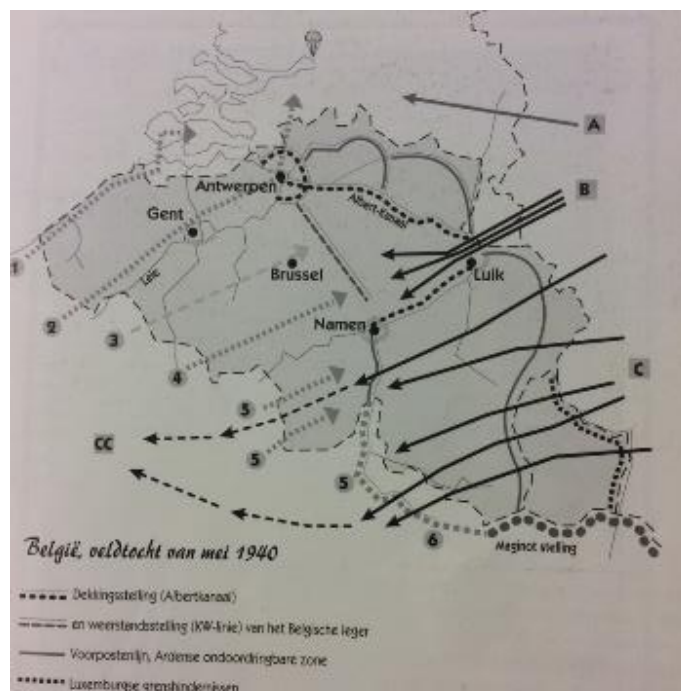 A
B
Antwerpen
Albert-Kanaal
Gent
Leie
1
Brussel
Luik
2
3
Namen
4
C
5
CC
5
5
6
Maginot stelling
België, veldtocht van mei 1940
Dekkingsstelling (Albertkanaal)
en weerstandsstelling (KW-linie) van het Belgische leger
Voorpostenlijn, Ardense ondoordringbare zone
Luxemburgse grenshindernissen